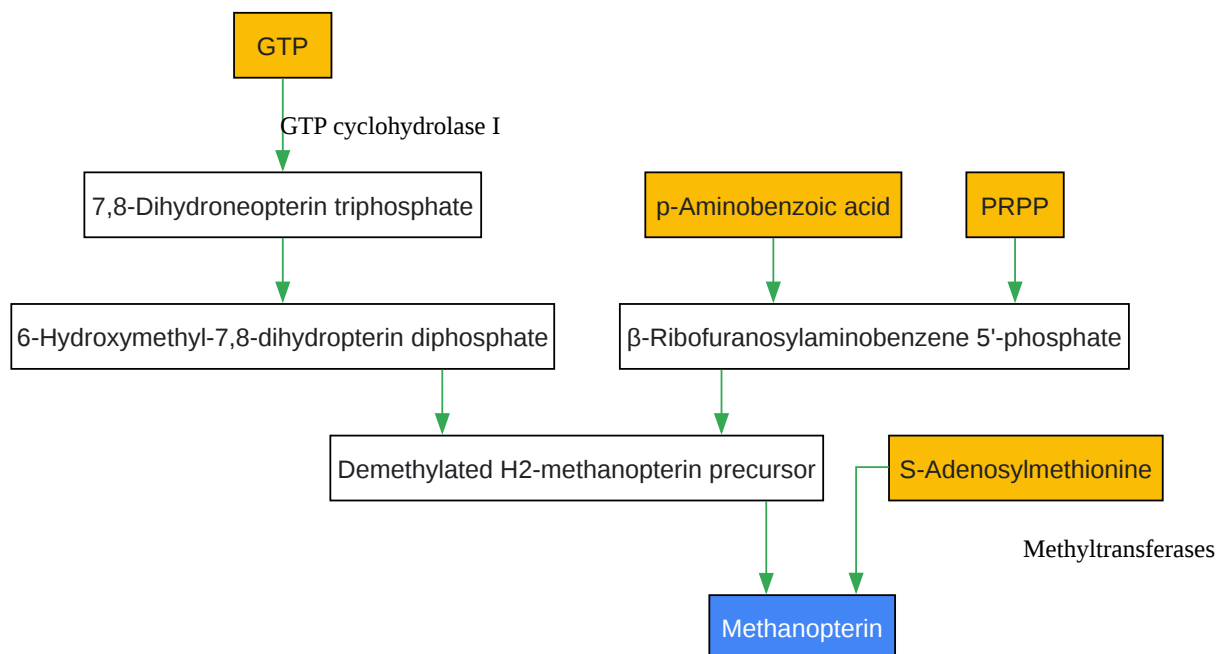 GTP
GTP cyclohydrolase I
7,8-Dihydroneopterin triphosphate
p-Aminobenzoic acid
PRPP
6-Hydroxymethyl-7,8-dihydropterin diphosphate
β-Ribofuranosylaminobenzene 5'-phosphate
Demethylated H2-methanopterin precursor
S-Adenosylmethionine
Methyltransferases
Methanopterin